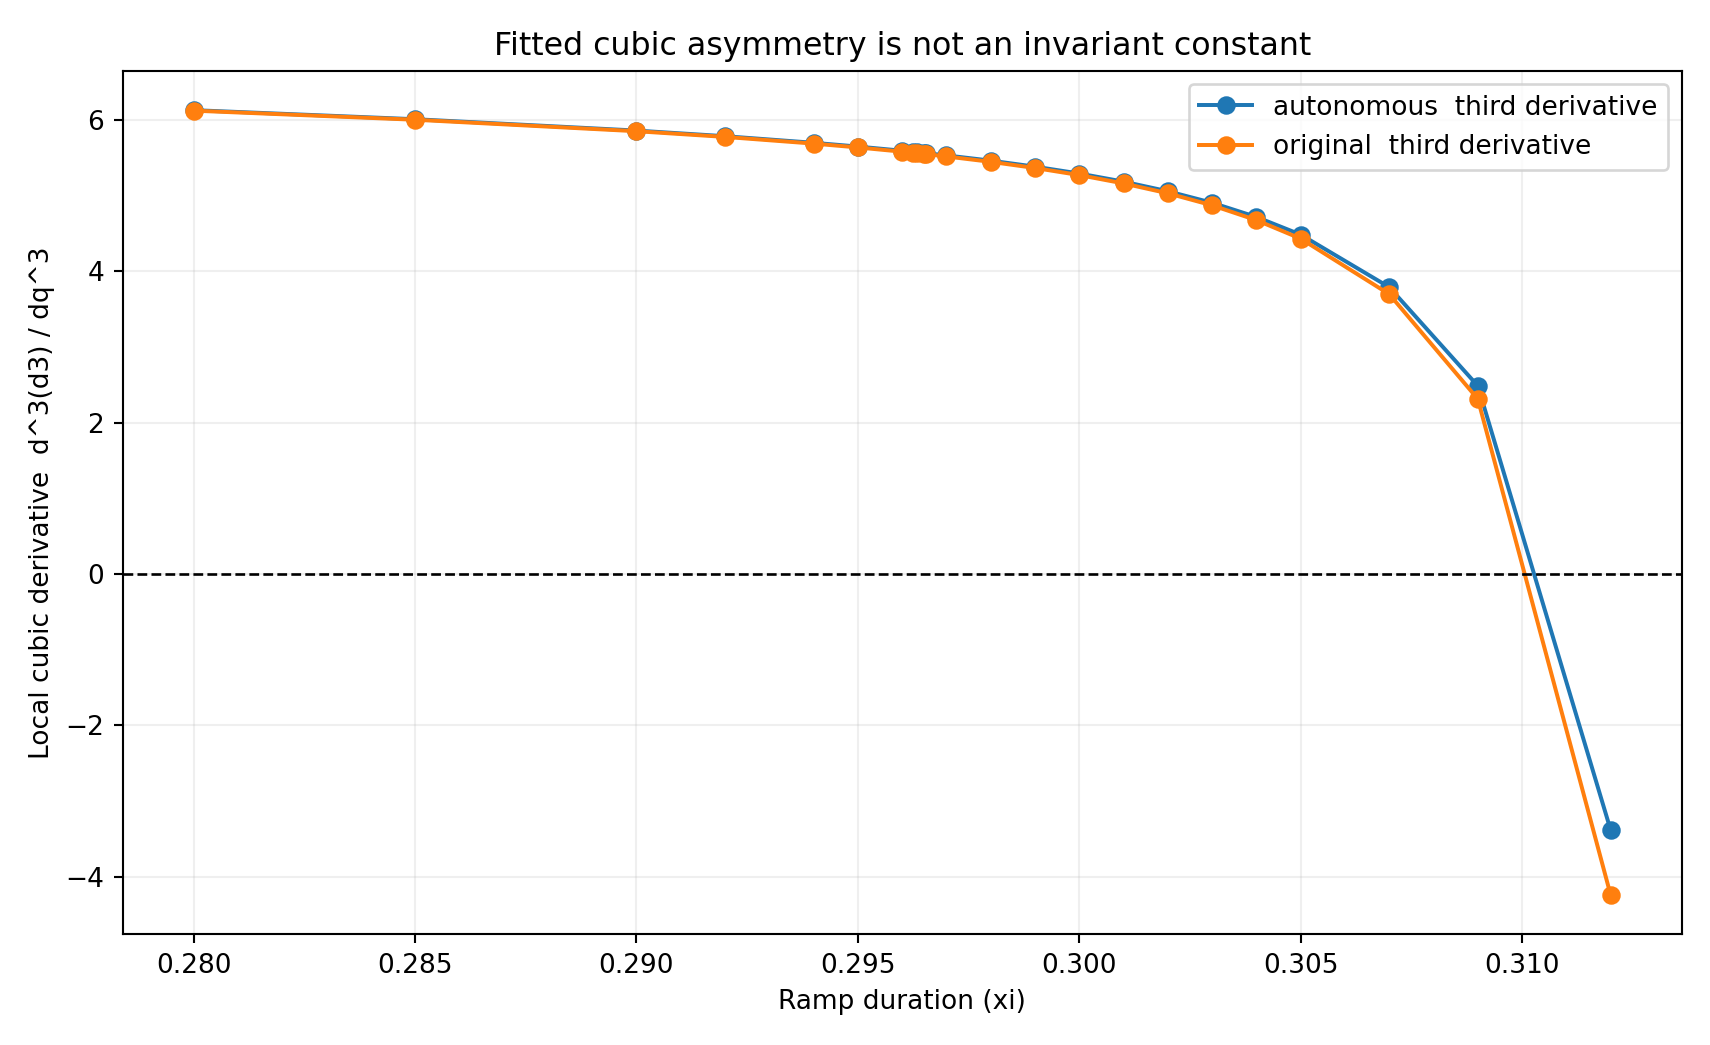 Fitted cubic asymmetry is not an invariant constant
autonomous  third derivative
original  third derivative
Local cubic derivative  d^3(d3) / dq^3
6
4
2
0
−2
−4
0.280 0.285 0.290 0.295 0.300 0.305 0.310
Ramp duration (xi)